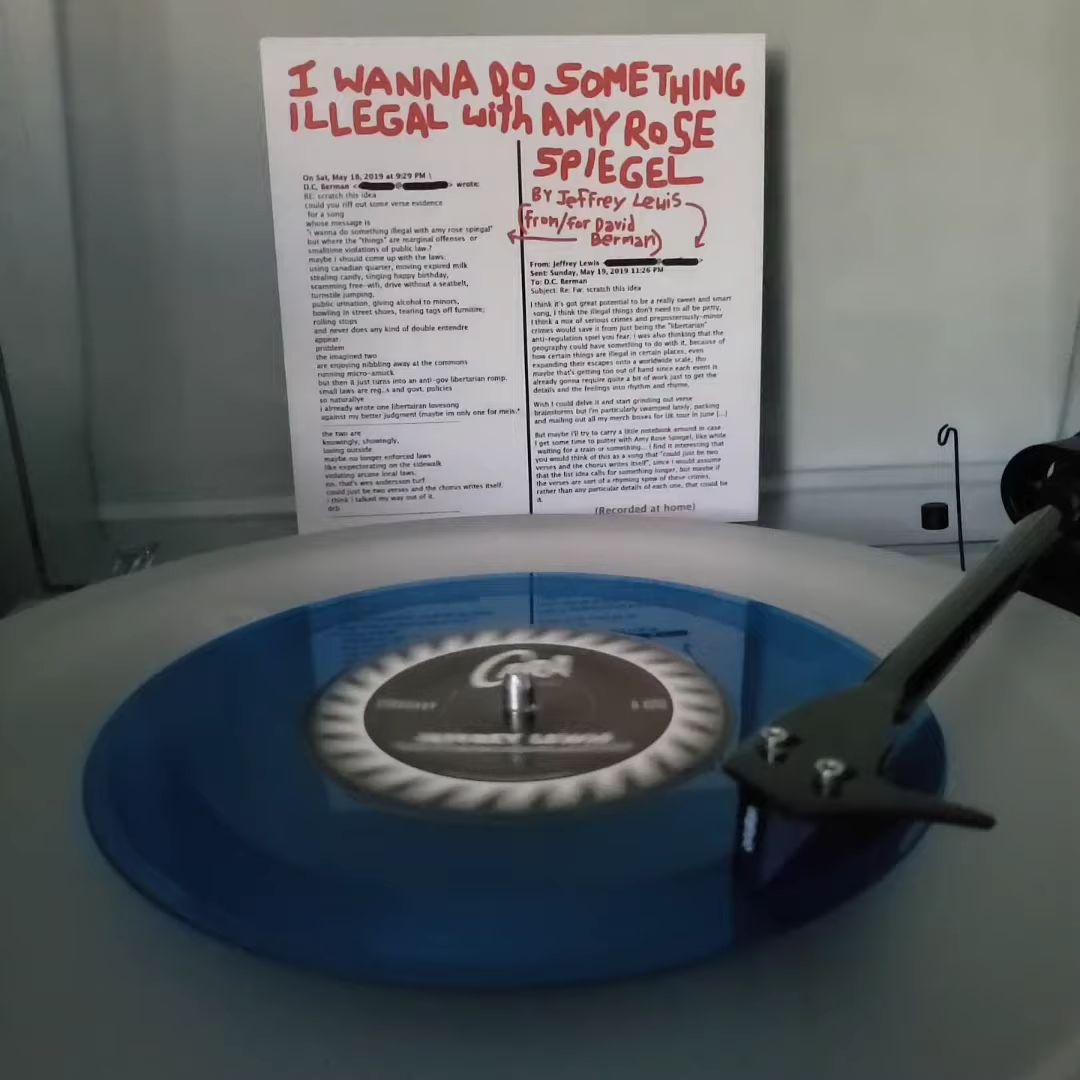 I WANNA DO SOMETHING
ILLEGAL with AMY ROSE
SPIEGEL
BY Jeffrey Lewis
(from/for David
Berman)
On Sat, May 18, 2019 at 9:29 PM
D.C. Berman < @ > wrote:
RE: scratch this idea
could you riff out some verse evidence
for a song
whose message is
"i wanna do something illegal with amy rose spiegal"
but where the "things" are marginal offenses or
smalltime violations of public law?
maybe i should come up with the laws.
using canadian quarter, moving expired milk
stealing candy, singing happy birthday,
scamming free-wifi, drive without a seatbelt,
turnstile jumping,
public urination, giving alcohol to minors,
bowling in street shoes, tearing tags off furniture;
rolling stops
and never does any kind of double entendre
appear.
problem
the imagined two
are enjoying nibbling away at the commons
running micro-amuck
but then it just turns into an anti-gov libertarian romp.
small laws are reg..s and govt. policies
so naturallye
i already wrote one libertairan lovesong
against my better judgment (maybe im only one for mejs."
the two are
knowingly, showingly,
loving outside
maybe no longer enforced laws
like expectorating on the sidewalk
violating arcane local laws.
no. that's wes andersson turf
could just be two verses and the chorus writes itself.
i think i talked my way out of it.
dcb
From: Jeffrey Lewis < @ >
Sent: Sunday, May 19, 2019 11:26 PM
To: D.C. Berman
Subject: Re: Fw: scratch this idea
I think it's got great potential to be a really sweet and smart
song, I think the illegal things don't need to all be petty,
I think a mix of serious crimes and preposterously-minor
crimes would save it from just being the "libertarian"
anti-regulation spiel you fear. I was also thinking that the
geography could have something to do with it, because of
how certain things are illegal in certain places, even
expanding their escapes onto a worldwide scale, tho
maybe that's getting too out of hand since each event is
already gonna require quite a bit of work just to get the
details and the feelings into rhythm and rhyme.
Wish I could delve it and start grinding out verse
brainstorms but I'm particularly swamped lately, packing
and mailing out all my merch boxes for UK tour in June [...]
But maybe I'll try to carry a little notebook around in case
I get some time to putter with Amy Rose Spiegel, like while
waiting for a train or something... I find it interesting that
you would think of this as a song that "could just be two
verses and the chorus writes itself", since I would assume
that the list idea calls for something longer, but maybe if
the verses are sort of a rhyming spew of these crimes,
rather than any particular details of each one, that could be
it.
(Recorded at home)
JEFFREY LEWIS